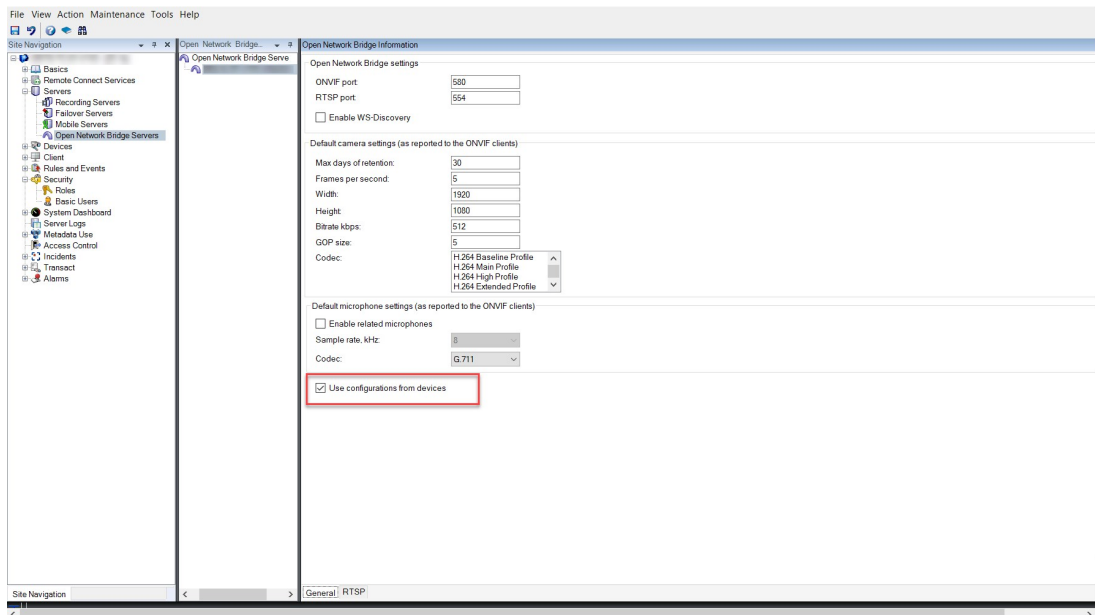 File View Action Maintenance Tools Help
Site Navigation
Basics
Remote Connect Services
Servers
Recording Servers
Failover Servers
Mobile Servers
Open Network Bridge Servers
Devices
Client
Rules and Events
Security
Roles
Basic Users
System Dashboard
Server Logs
Metadata Use
Access Control
Incidents
Transact
Alarms
Site Navigation
Open Network Bridge..
Open Network Bridge Serve
Open Network Bridge Information
Open Network Bridge settings
ONVIF port: 580
RTSP port: 554
Enable WS-Discovery
Default camera settings (as reported to the ONVIF clients)
Max days of retention: 30
Frames per second: 5
Width: 1920
Height: 1080
Bitrate kbps: 512
GOP size: 5
Codec: H.264 Baseline Profile
H.264 Main Profile
H.264 High Profile
H.264 Extended Profile
Default microphone settings (as reported to the ONVIF clients)
Enable related microphones
Sample rate, kHz: 8
Codec: G.711
Use configurations from devices
General RTSP